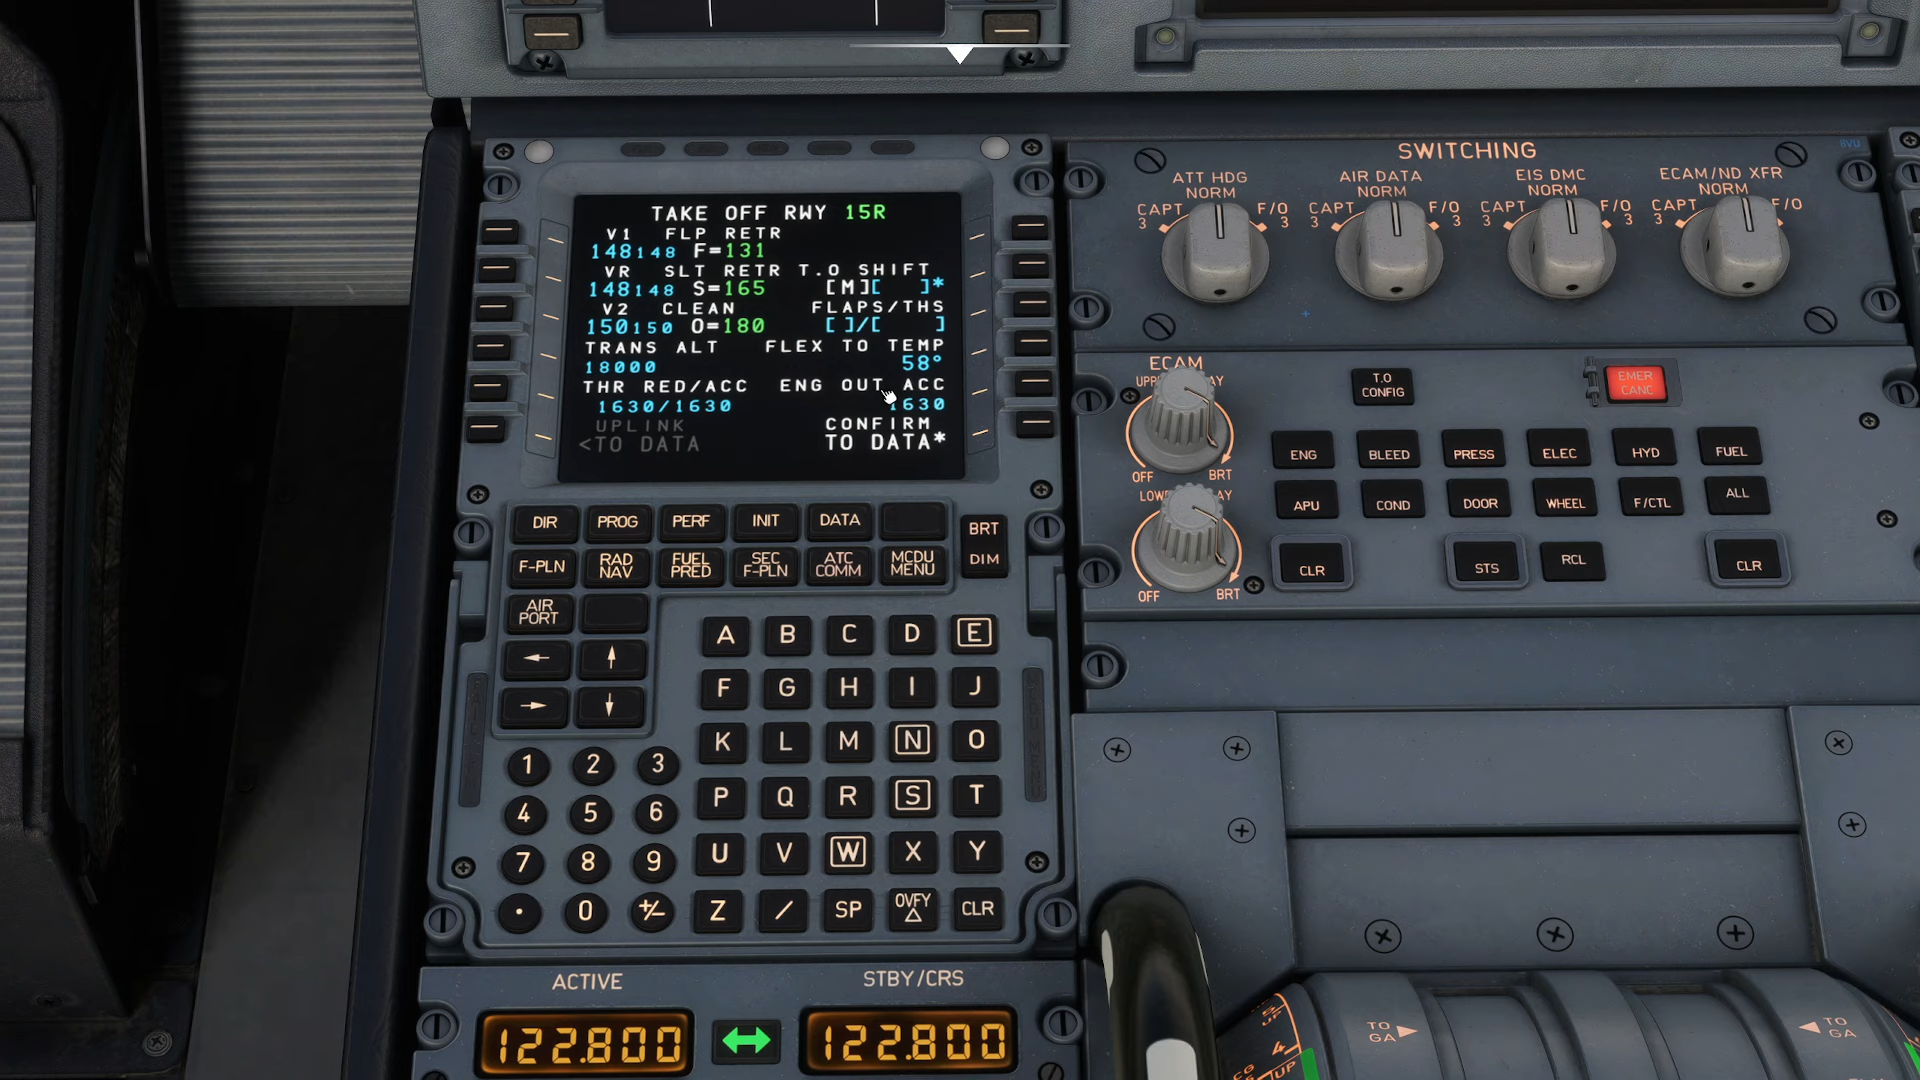 TAKE OFF RWY 15R
V1 FLP RETR
148148 F=131
VR SLT RETR T.O SHIFT
148148 S=165 [M][ ]*
V2 CLEAN FLAPS/THS
150150 O=180 [ ]/[ ]
TRANS ALT FLEX TO TEMP
18000 58°
THR RED/ACC ENG OUT ACC
1630/1630 1630
UPLINK CONFIRM
<TO DATA TO DATA*
DIR PROG PERF INIT DATA
BRT
DIM
F-PLN RAD NAV FUEL PRED SEC F-PLN ATC COMM MCDU MENU
AIR PORT
← ↑
→ ↓
A B C D E
F G H I J
K L M N O
P Q R S T
U V W X Y
Z / SP OVFY △ CLR
1 2 3
4 5 6
7 8 9
. 0 +/-
ACTIVE STBY/CRS
122.800 122.800
SWITCHING
8VU
ATT HDG AIR DATA EIS DMC ECAM/ND XFR
NORM NORM NORM NORM
CAPT F/O CAPT F/O CAPT F/O CAPT F/O
3 3 3 3 3 3 3
ECAM
OFF BRT
OFF BRT
T.O CONFIG
EMER CANC
ENG BLEED PRESS ELEC HYD FUEL
APU COND DOOR WHEEL F/CTL ALL
CLR STS RCL CLR
TO GA TO GA
UP
4
UP